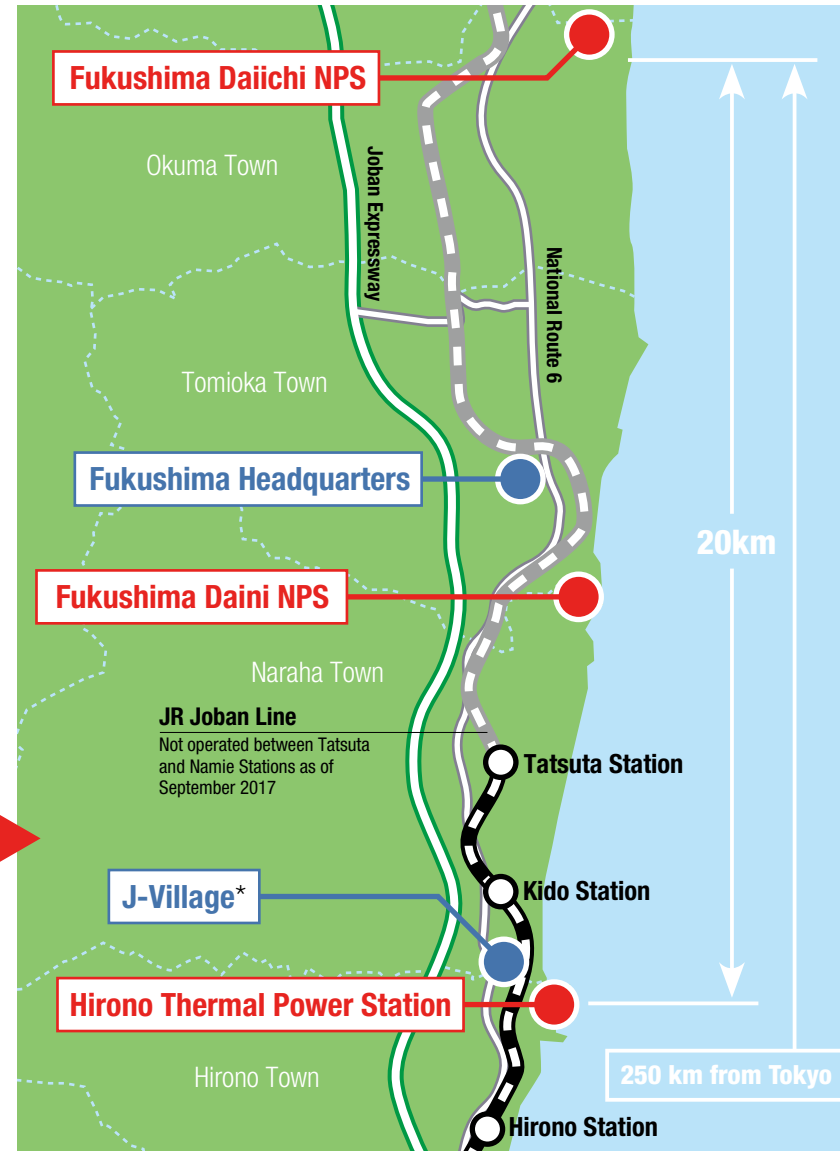 Fukushima Daiichi NPS
Okuma Town
Joban Expressway
National Route 6
Tomioka Town
Fukushima Headquarters
20km
Fukushima Daini NPS
Naraha Town
JR Joban Line
Not operated between Tatsuta
and Namie Stations as of
September 2017
Tatsuta Station
Kido Station
J-Village*
Hirono Thermal Power Station
Hirono Town
250 km from Tokyo
Hirono Station